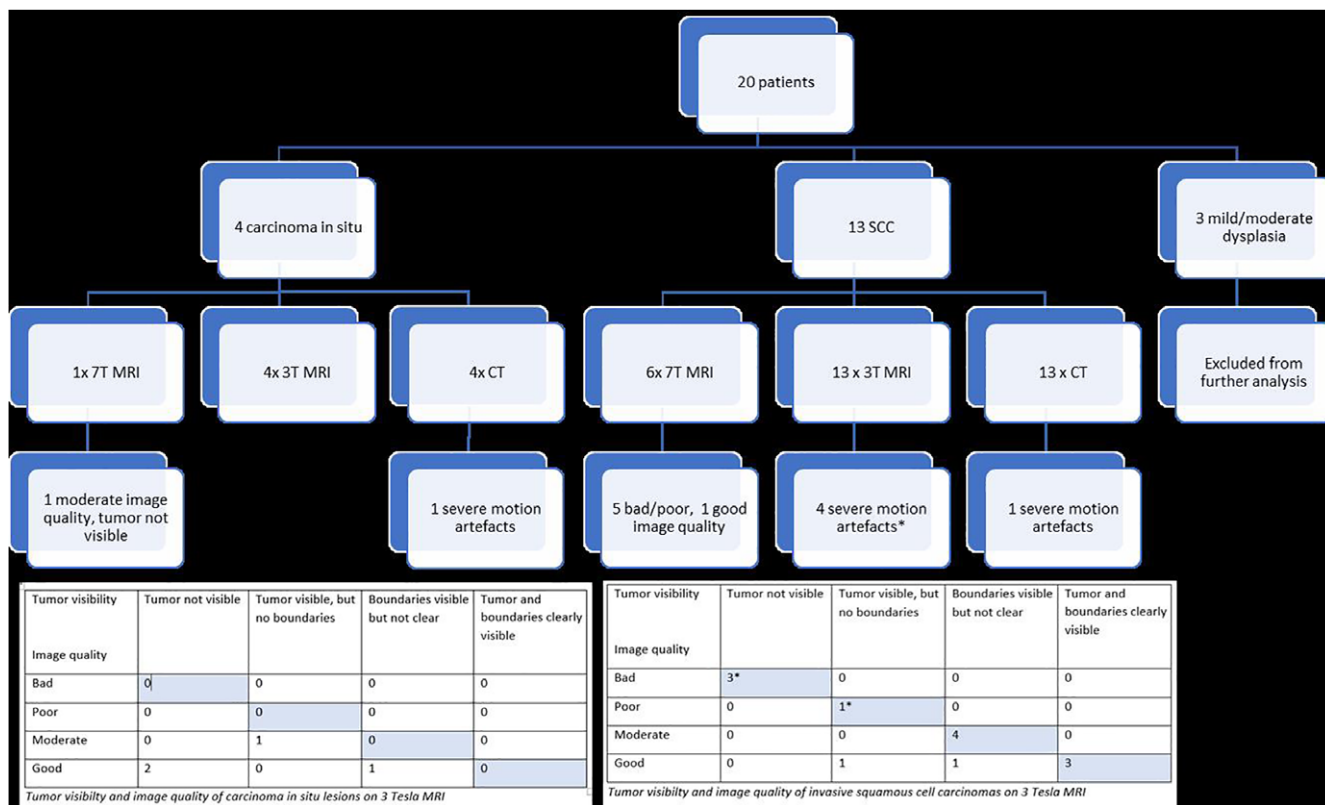 20 patients
4 carcinoma in situ
13 SCC
3 mild/moderate
dysplasia
1x 7T MRI
4x 3T MRI
4x CT
6x 7T MRI
13 x 3T MRI
13 x CT
Excluded from
further analysis
1 moderate image
quality, tumor not
visible
1 severe motion
artefacts
5 bad/poor, 1 good
image quality
4 severe motion
artefacts*
1 severe motion
artefacts
Tumor visibility Tumor not visible Tumor visible, but Boundaries visible Tumor and
no boundaries but not clear boundaries clearly
visible
Image quality
Bad 0 0 0 0
Poor 0 0 0 0
Moderate 0 1 0 0
Good 2 0 1 0
Tumor visibilty and image quality of carcinoma in situ lesions on 3 Tesla MRI
Tumor visibility Tumor not visible Tumor visible, but Boundaries visible Tumor and
no boundaries but not clear boundaries clearly
visible
Image quality
Bad 3* 0 0 0
Poor 0 1* 0 0
Moderate 0 0 4 0
Good 0 1 1 3
Tumor visibilty and image quality of invasive squamous cell carcinomas on 3 Tesla MRI